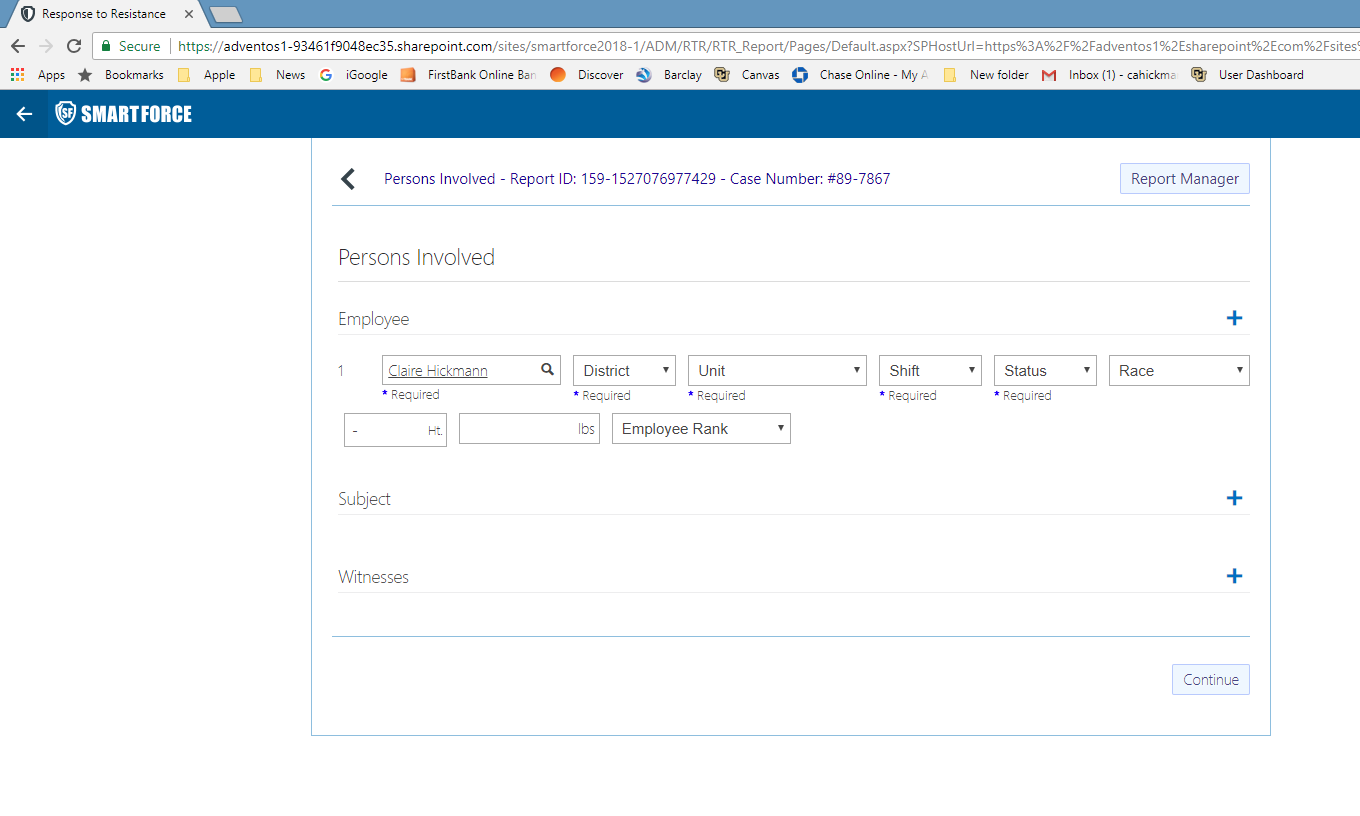 Response to Resistance
Secure https://adventos1-93461f9048ec35.sharepoint.com/sites/smartforce2018-1/ADM/RTR/RTR_Report/Pages/Default.aspx?SPHostUrl=https%3A%2F%2Fadventos1%2Esharepoint%2Ecom%2Fsites%
Apps Bookmarks Apple News iGoogle FirstBank Online Ban Discover Barclay Canvas Chase Online - My A New folder Inbox (1) - cahickma User Dashboard
SF SMARTFORCE
Persons Involved - Report ID: 159-1527076977429 - Case Number: #89-7867 Report Manager
Persons Involved
Employee
1 Claire Hickmann District Unit Shift Status Race
* Required * Required * Required * Required * Required
- Ht. lbs Employee Rank
Subject
Witnesses
Continue